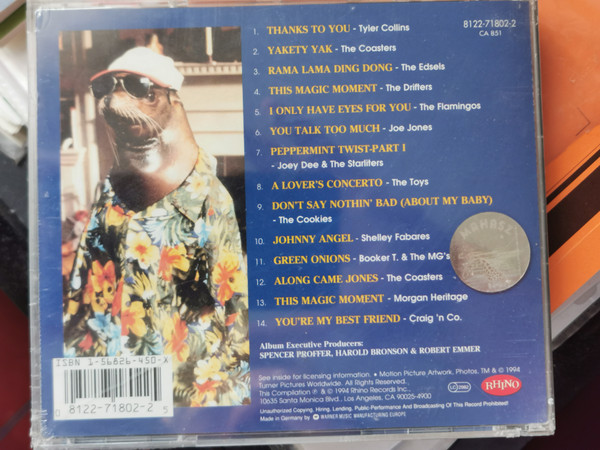 8122-71802-2
CA 851
1. THANKS TO YOU - Tyler Collins
2. YAKETY YAK - The Coasters
3. RAMA LAMA DING DONG - The Edsels
4. THIS MAGIC MOMENT - The Drifters
5. I ONLY HAVE EYES FOR YOU - The Flamingos
6. YOU TALK TOO MUCH - Joe Jones
7. PEPPERMINT TWIST-PART I
- Joey Dee & The Starliters
8. A LOVER'S CONCERTO - The Toys
9. DON'T SAY NOTHIN' BAD (ABOUT MY BABY)
- The Cookies
10. JOHNNY ANGEL - Shelley Fabares
11. GREEN ONIONS - Booker T. & The MG's
12. ALONG CAME JONES - The Coasters
13. THIS MAGIC MOMENT - Morgan Heritage
14. YOU'RE MY BEST FRIEND - Craig 'n Co.
Album Executive Producers:
SPENCER PROFFER, HAROLD BRONSON & ROBERT EMMER
ISBN 1-56826-450-X
0 8122-71802-2 5
See inside for licensing information. • Motion Picture Artwork, Photos, TM & © 1994
Turner Pictures Worldwide. All Rights Reserved.
This Compilation ℗ & © 1994 Rhino Records Inc.
10635 Santa Monica Blvd., Los Angeles, CA 90025-4900
RHINO
Unauthorized Copying, Hiring, Lending, Public Performance And Broadcasting Of This Record Prohibited!
Made in Germany by WARNER MUSIC MANUFACTURING EUROPE